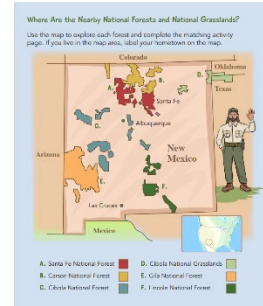 Where Are the Nearby National Forests and National Grasslands?
Use the map to explore each forest and complete the matching activity
page. If you live in the map area, label your hometown on the map.
Colorado
Oklahoma
Texas
A.
B.
D.
Santa Fe
Albuquerque
C.
New
Mexico
Arizona
E.
F.
Las Cruces
Mexico
A. Santa Fe National Forest
B. Carson National Forest
C. Cibola National Forest
D. Cibola National Grasslands
E. Gila National Forest
F. Lincoln National Forest